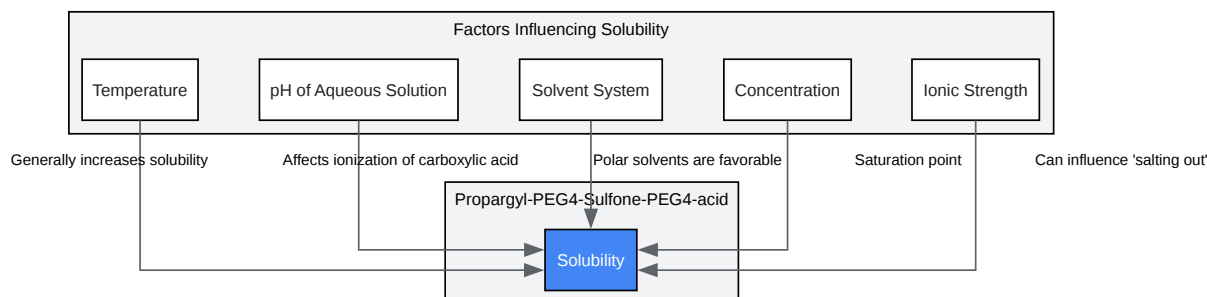 Factors Influencing Solubility
Temperature
pH of Aqueous Solution
Solvent System
Concentration
Ionic Strength
Generally increases solubility
Affects ionization of carboxylic acid
Polar solvents are favorable
Saturation point
Can influence 'salting out'
Propargyl-PEG4-Sulfone-PEG4-acid
Solubility